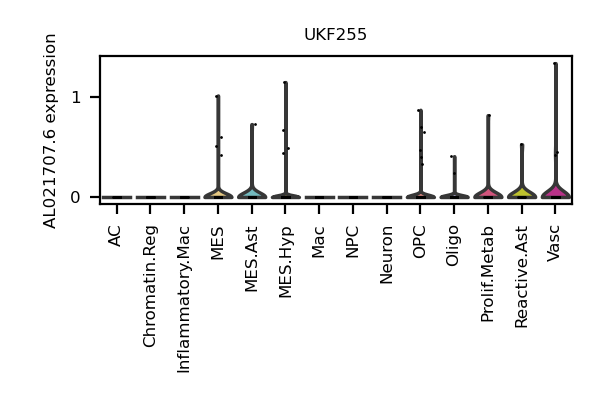 UKF255
AL021707.6 expression
1
0
AC
Chromatin.Reg
Inflammatory.Mac
MES
MES.Ast
MES.Hyp
Mac
NPC
Neuron
OPC
Oligo
Prolif.Metab
Reactive.Ast
Vasc